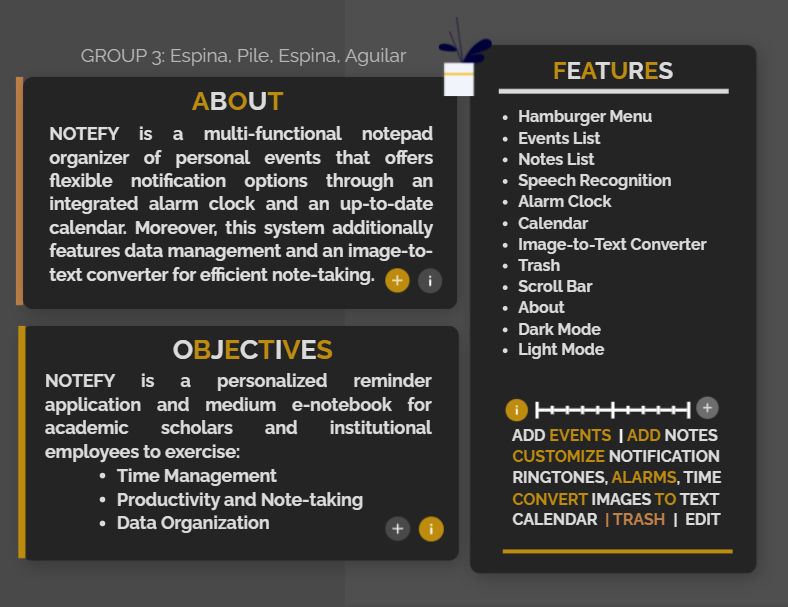 GROUP 3: Espina, Pile, Espina, Aguilar
ABOUT
NOTEFY is a multi-functional notepad
organizer of personal events that offers
flexible notification options through an
integrated alarm clock and an up-to-date
calendar. Moreover, this system additionally
features data management and an image-to-
text converter for efficient note-taking.
+ i
OBJECTIVES
NOTEFY is a personalized reminder
application and medium e-notebook for
academic scholars and institutional
employees to exercise:
• Time Management
• Productivity and Note-taking
• Data Organization
+ i
FEATURES
• Hamburger Menu
• Events List
• Notes List
• Speech Recognition
• Alarm Clock
• Calendar
• Image-to-Text Converter
• Trash
• Scroll Bar
• About
• Dark Mode
• Light Mode
i +
ADD EVENTS | ADD NOTES
CUSTOMIZE NOTIFICATION
RINGTONES, ALARMS, TIME
CONVERT IMAGES TO TEXT
CALENDAR | TRASH | EDIT